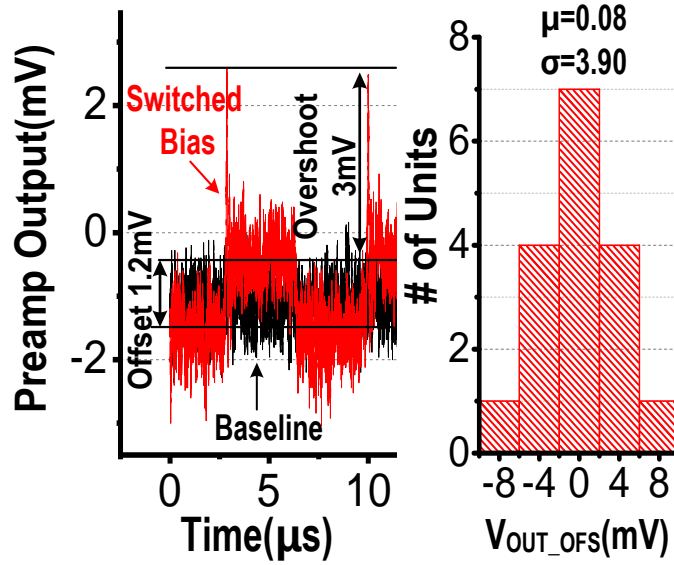 Preamp Output(mV)
2
0
-2
Switched
Bias
Overshoot
3mV
Offset 1.2mV
Baseline
0
5
10
Time(μs)
μ=0.08
σ=3.90
# of Units
8
6
4
2
0
-8
-4
0
4
8
VOUT_OFS(mV)